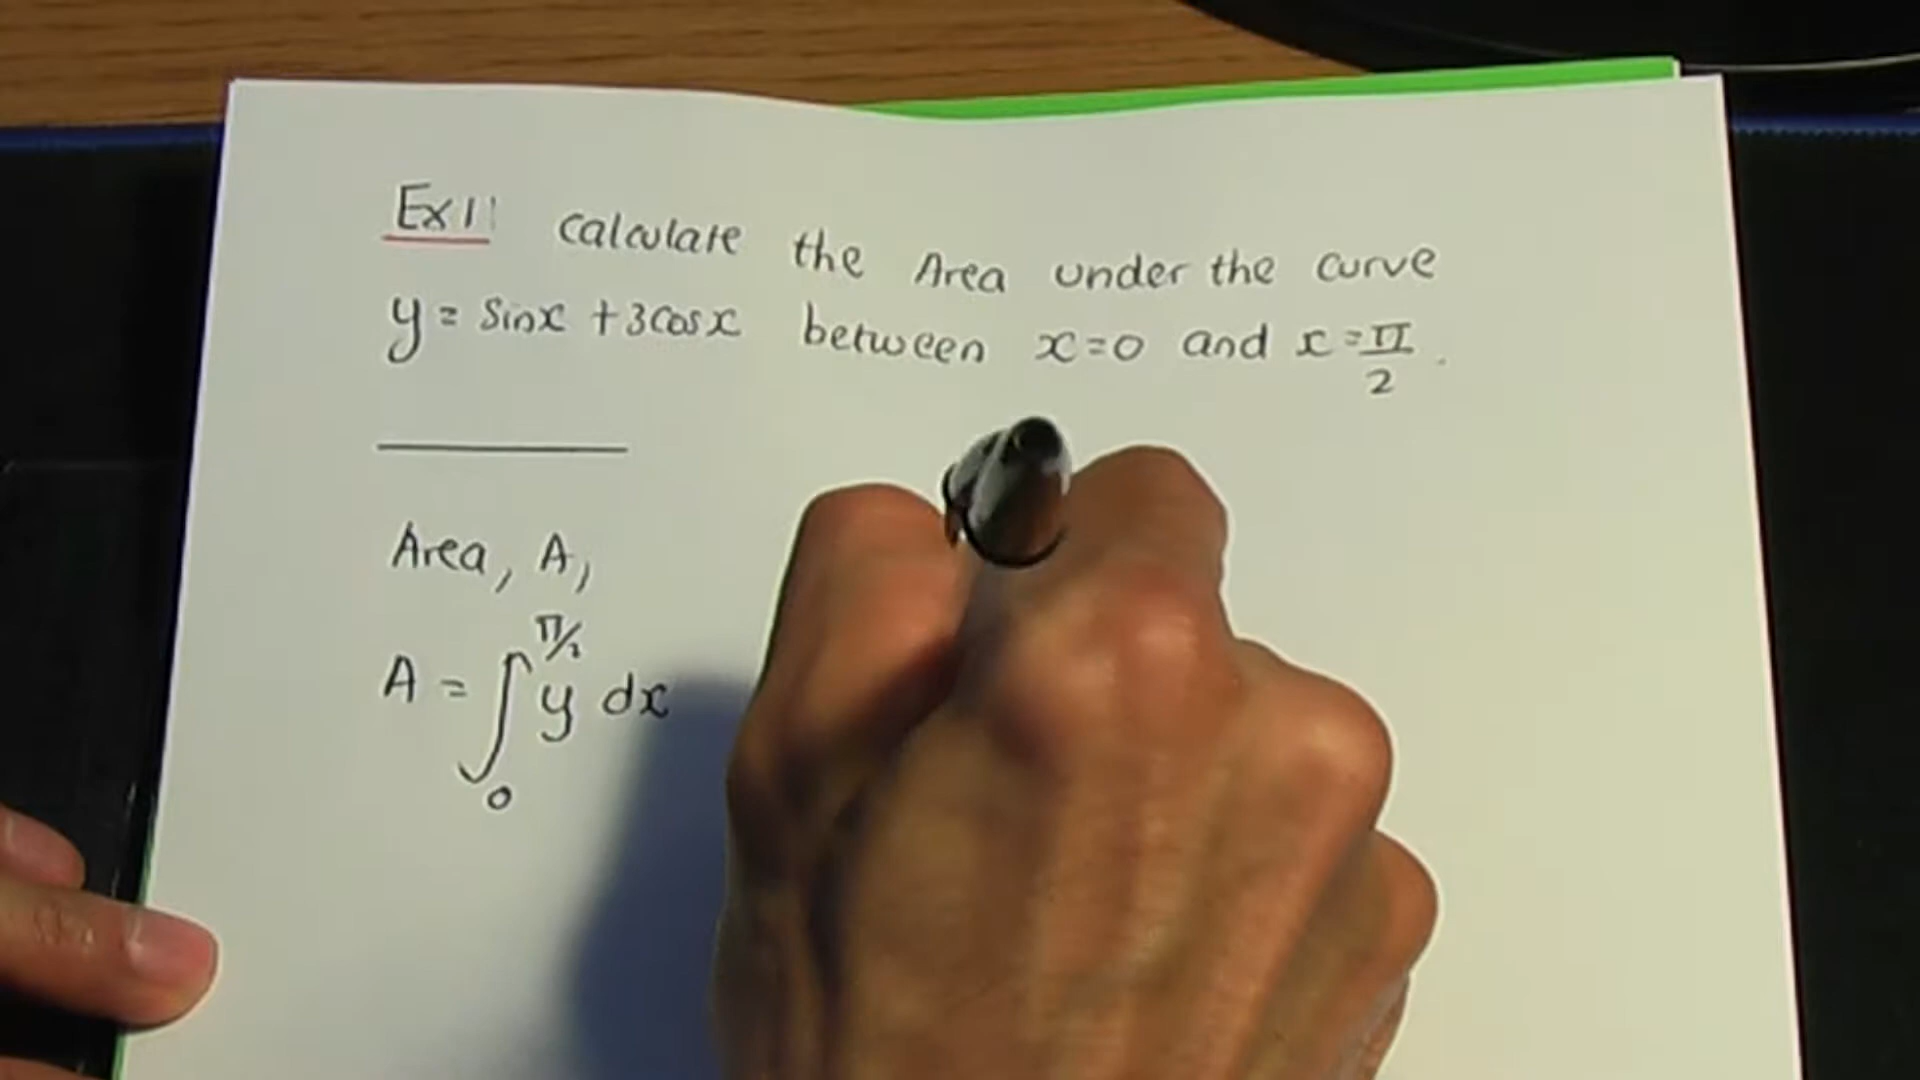 Ex1: calculate the Area under the curve
y = Sinx + 3cosx between x=0 and x=π/2.
Area, A,
A = ∫₀^π/2 y dx